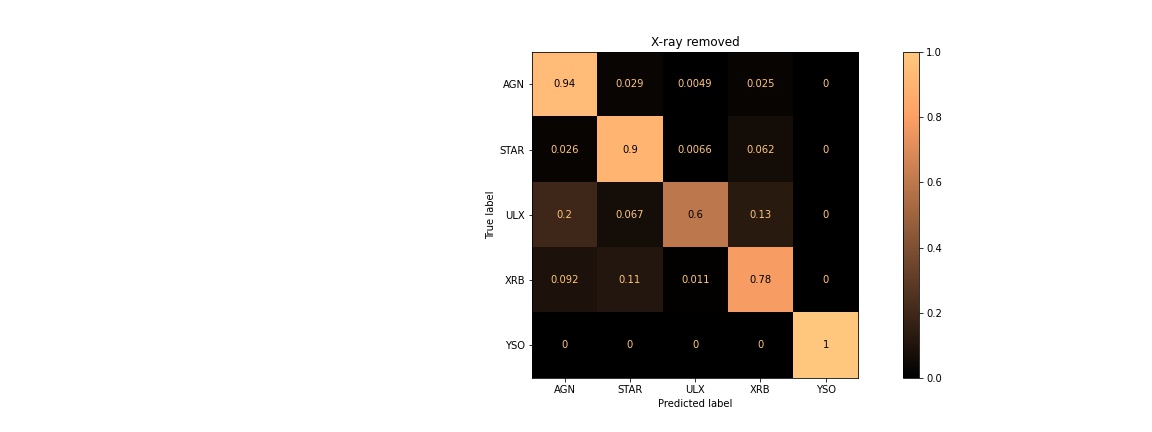 X-ray removed
True label
AGN 0.94 0.029 0.0049 0.025 0
STAR 0.026 0.9 0.0066 0.062 0
ULX 0.2 0.067 0.6 0.13 0
XRB 0.092 0.11 0.011 0.78 0
YSO 0 0 0 0 1
AGN STAR ULX XRB YSO
Predicted label
1.0
0.8
0.6
0.4
0.2
0.0